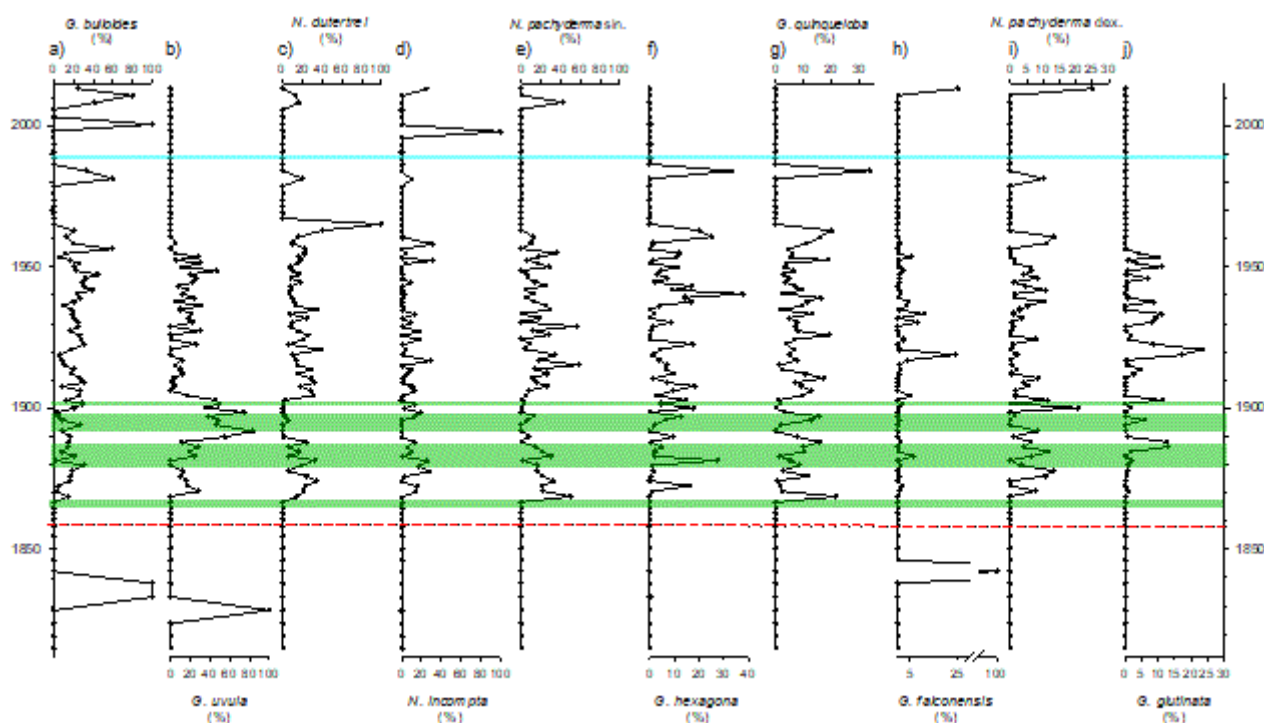 G. bulloides N. dutertrei N. pachyderma sin. G. quinqueloba N. pachyderma dex.
(%) (%) (%) (%) (%)
a) b) c) d) e) f) g) h) i) j)
0 20 40 60 80 100 0 20 40 60 80 100 0 20 40 60 80 100 0 10 20 30 0 5 10 15 20 25 30
2000 2000
1950 1950
1900 1900
1850 1850
0 20 40 60 80 100 0 20 40 60 80 100 0 10 20 30 40 5 25 100 0 5 10 15 20 25 30
G. uvula N. incompta G. hexagona G. falconensis G. glutinata
(%) (%) (%) (%) (%)